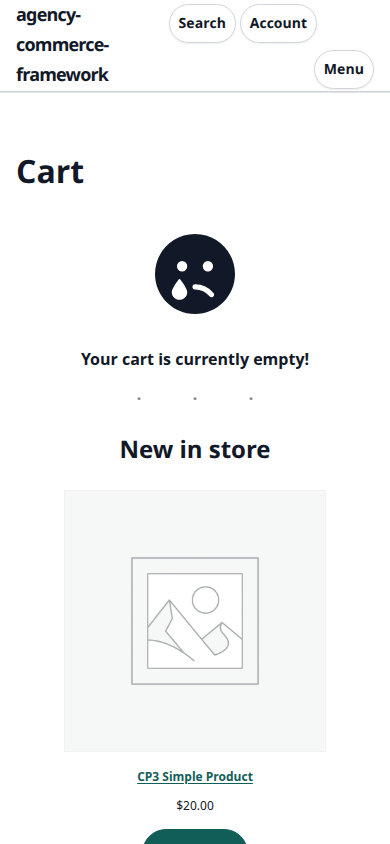 agency-
commerce-
framework
Search
Account
Menu
Cart
Your cart is currently empty!
New in store
CP3 Simple Product
$20.00